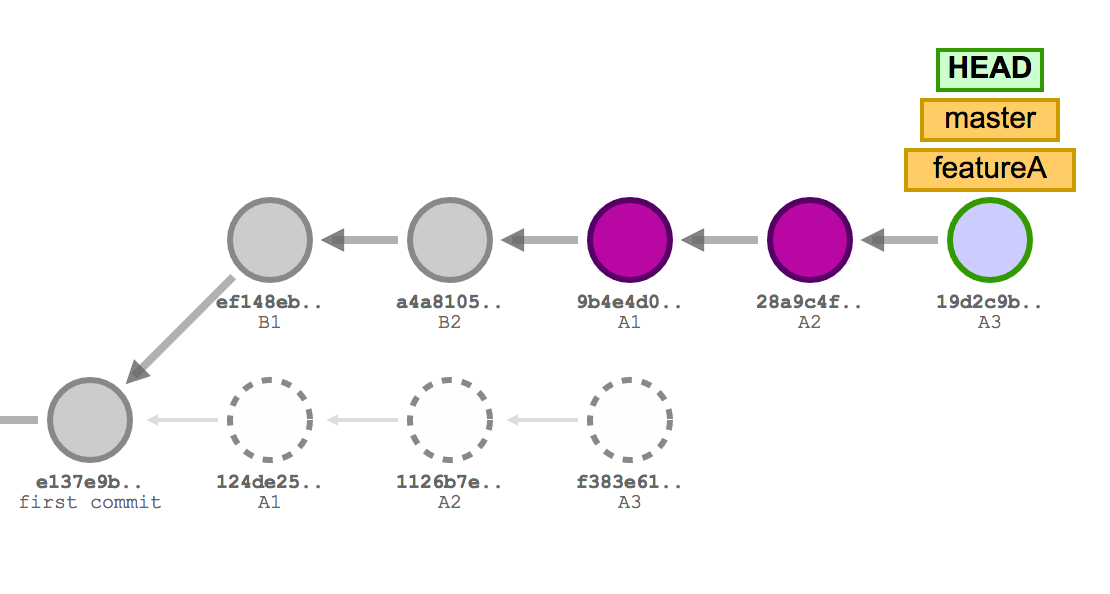 HEAD
master
featureA
ef148eb..
B1
a4a8105..
B2
9b4e4d0..
A1
28a9c4f..
A2
19d2c9b..
A3
e137e9b..
first commit
124de25..
A1
1126b7e..
A2
f383e61..
A3